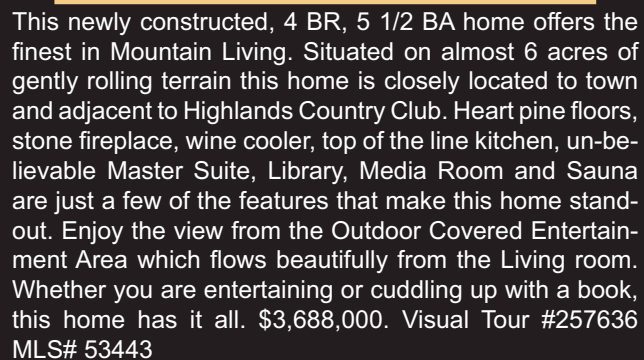 This newly constructed, 4 BR, 5 1/2 BA home offers the
finest in Mountain Living. Situated on almost 6 acres of
gently rolling terrain this home is closely located to town
and adjacent to Highlands Country Club. Heart pine floors,
stone fireplace, wine cooler, top of the line kitchen, un-be-
lievable Master Suite, Library, Media Room and Sauna
are just a few of the features that make this home stand-
out. Enjoy the view from the Outdoor Covered Entertain-
ment Area which flows beautifully from the Living room.
Whether you are entertaining or cuddling up with a book,
this home has it all. $3,688,000. Visual Tour #257636
MLS# 53443